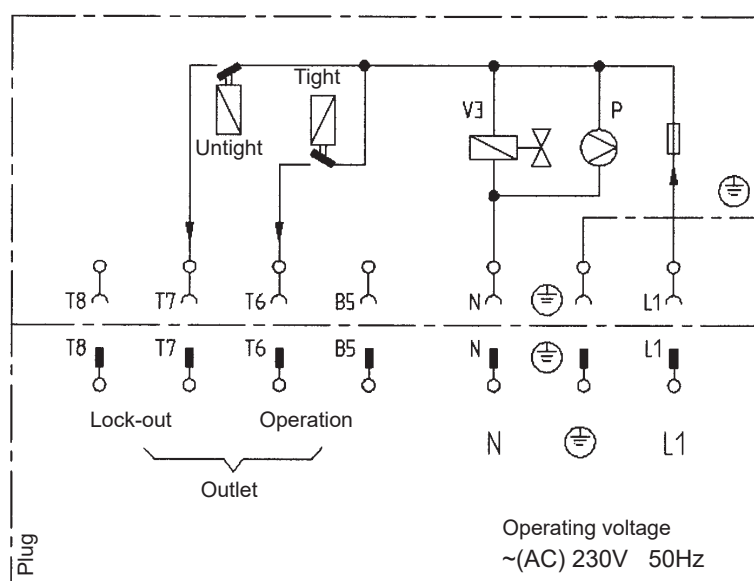 Tight
V3
P
Untight
T8 T7 T6 B5 N L1
T8 T7 T6 B5 N L1
Lock-out Operation
N L1
Outlet
Operating voltage
~(AC) 230V 50Hz
Plug